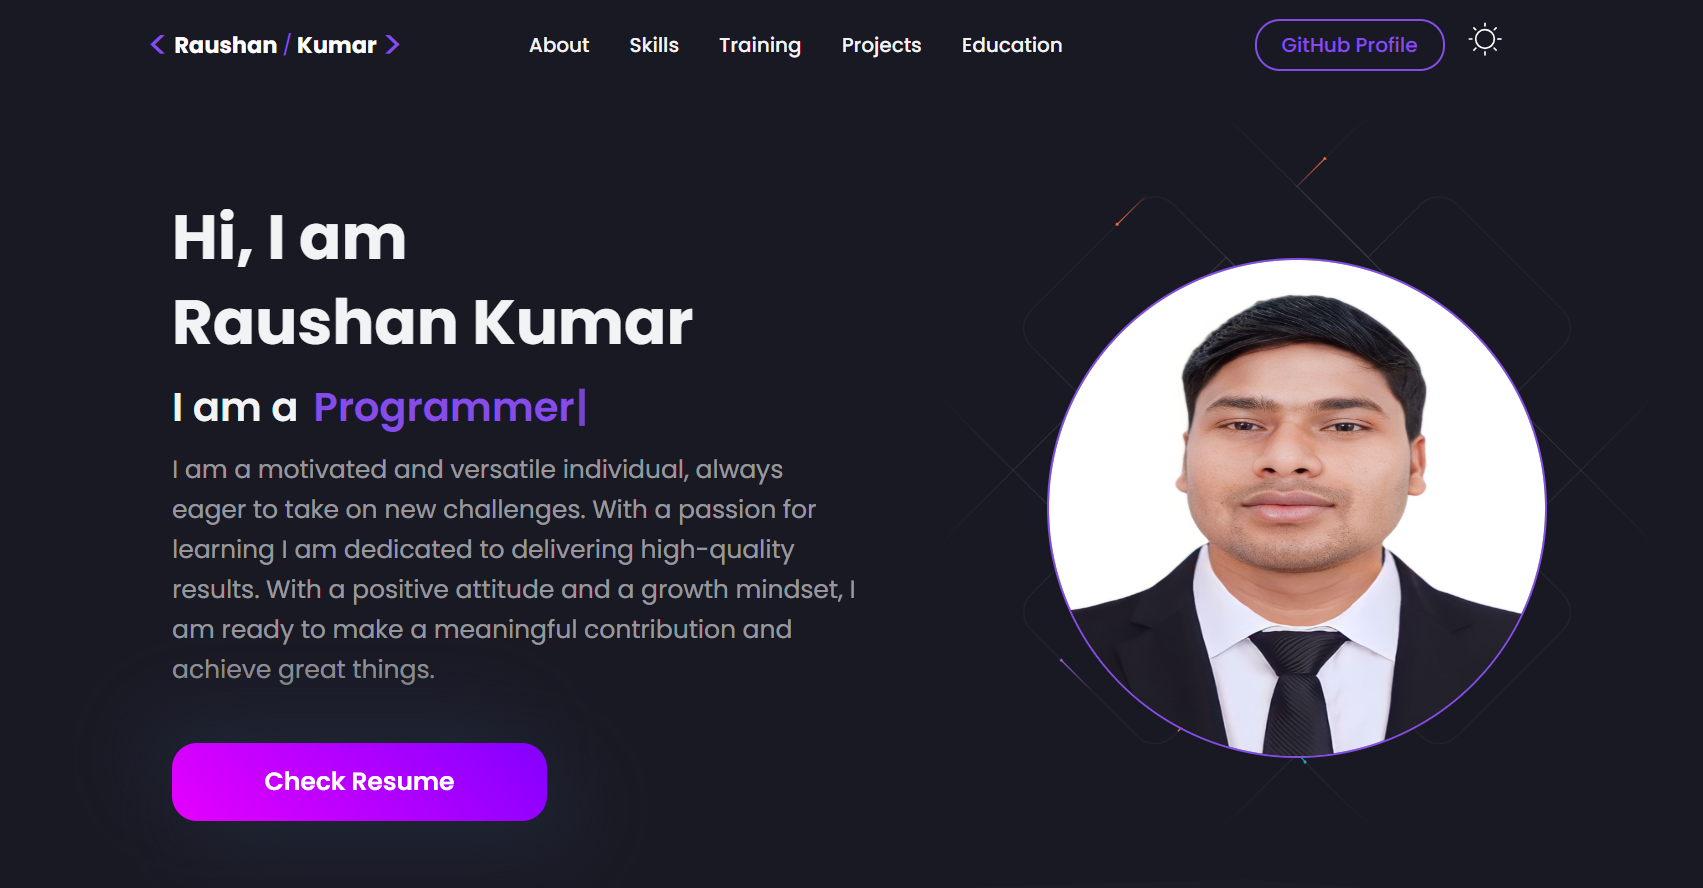 < Raushan / Kumar >
About Skills Training Projects Education
GitHub Profile
Hi, I am
Raushan Kumar
I am a Programmer|
I am a motivated and versatile individual, always
eager to take on new challenges. With a passion for
learning I am dedicated to delivering high-quality
results. With a positive attitude and a growth mindset, I
am ready to make a meaningful contribution and
achieve great things.
Check Resume